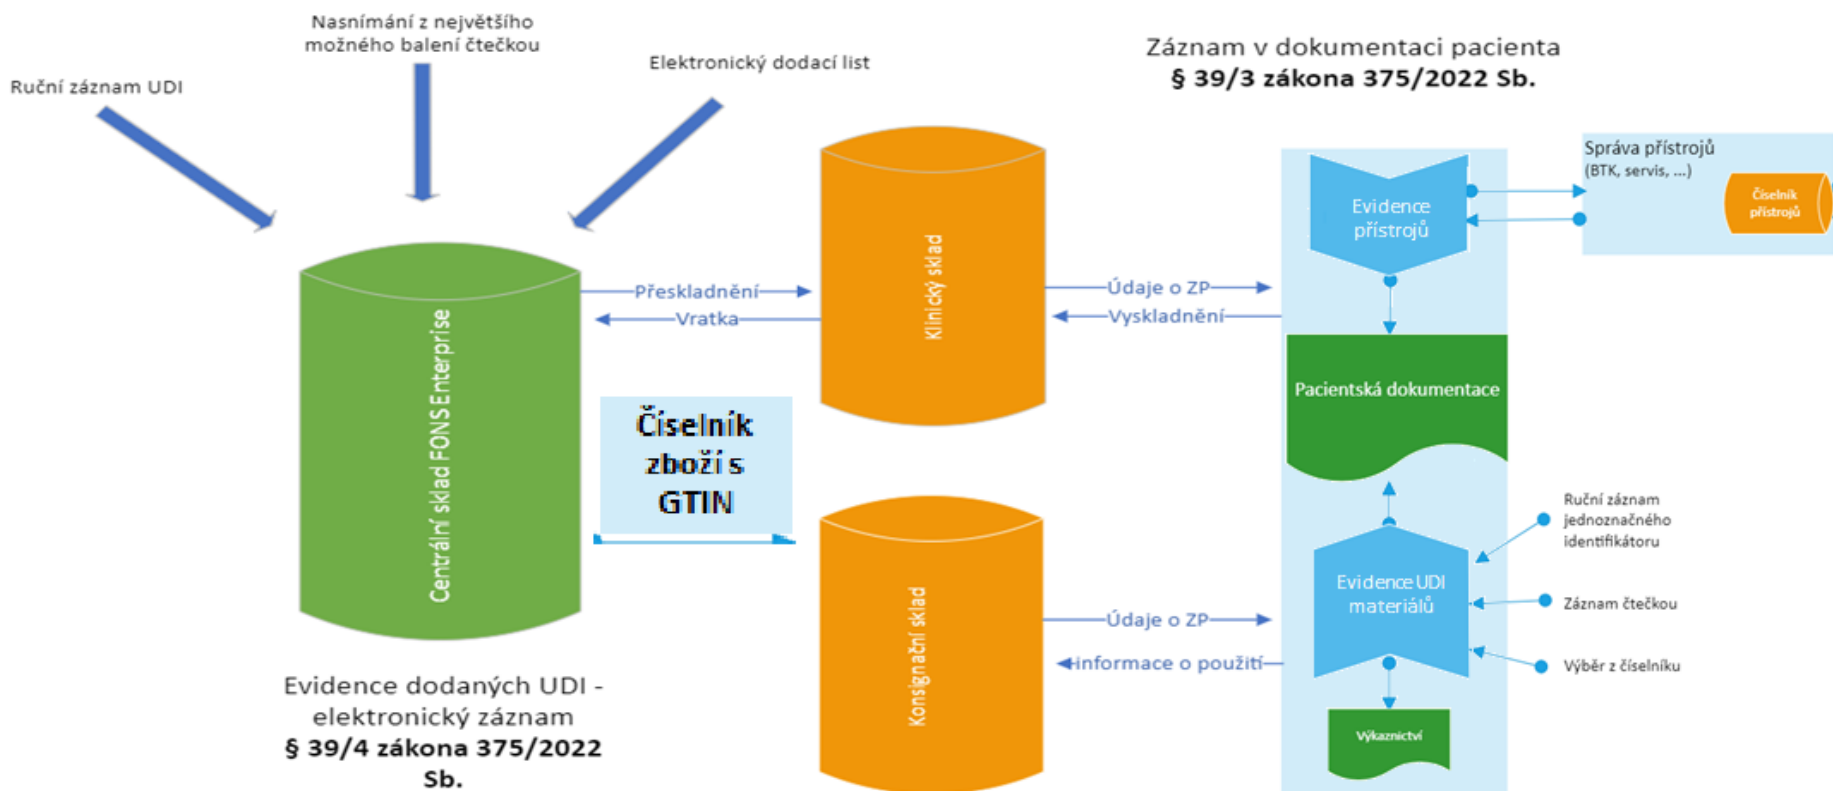 Nasnímání z největšího
možného balení čtečkou
Ruční záznam UDI
Elektronický dodací list
Záznam v dokumentaci pacienta
§ 39/3 zákona 375/2022 Sb.
Centrální sklad FONS Enterprise
Přeskladnění
Vratka
Klinický sklad
Údaje o ZP
Vyskladnění
Evidence
přístrojů
Správa přístrojů
(BTK, servis, ...)
Číselník
přístrojů
Pacientská dokumentace
Číselník
zboží s
GTIN
Konsignační sklad
Údaje o ZP
informace o použití
Evidence UDI
materiálů
Ruční záznam
jednoznačného
identifikátoru
Záznam čtečkou
Výběr z číselníku
Výkaznictví
Evidence dodaných UDI -
elektronický záznam
§ 39/4 zákona 375/2022
Sb.